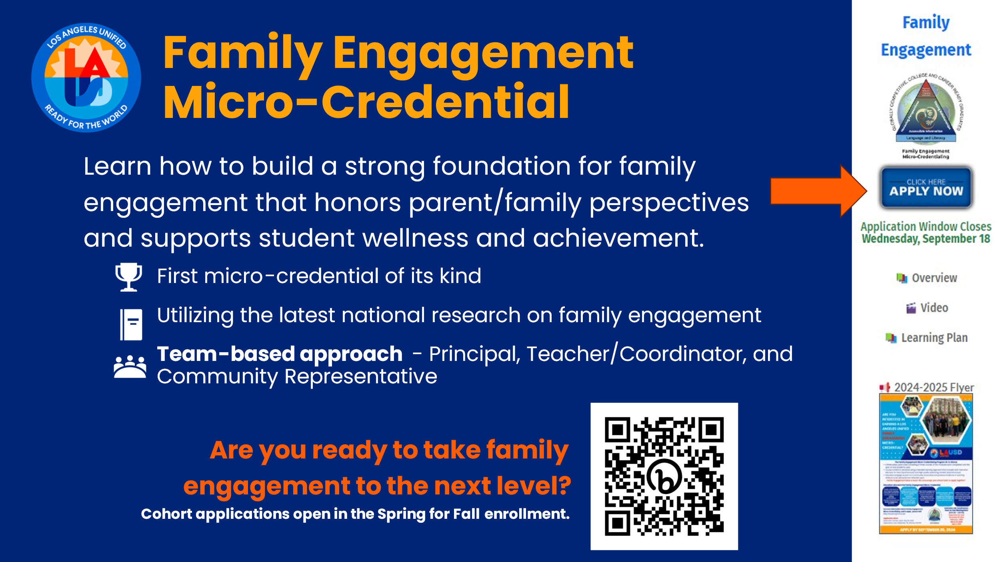 LOS ANGELES UNIFIED
LAUSD
READY FOR THE WORLD
Family Engagement
Micro-Credential
Learn how to build a strong foundation for family
engagement that honors parent/family perspectives
and supports student wellness and achievement.
First micro-credential of its kind
Utilizing the latest national research on family engagement
Team-based approach - Principal, Teacher/Coordinator, and
Community Representative
Are you ready to take family
engagement to the next level?
Cohort applications open in the Spring for Fall enrollment.
Family
Engagement
GLOBALLY COMPETITIVE, COLLEGE AND CAREER READY GRADUATES
Accessible Information
Language and Literacy
Family Engagement
Micro-Credentialing
CLICK HERE
APPLY NOW
Application Window Closes
Wednesday, September 18
Overview
Video
Learning Plan
2024-2025 Flyer
ARE YOU
INTERESTED IN
EARNING A LOS
ANGELES UNIFIED
FAMILY
ENGAGEMENT
MICRO-
CREDENTIAL?
LAUSD
APPLY BY SEPTEMBER 20, 2024